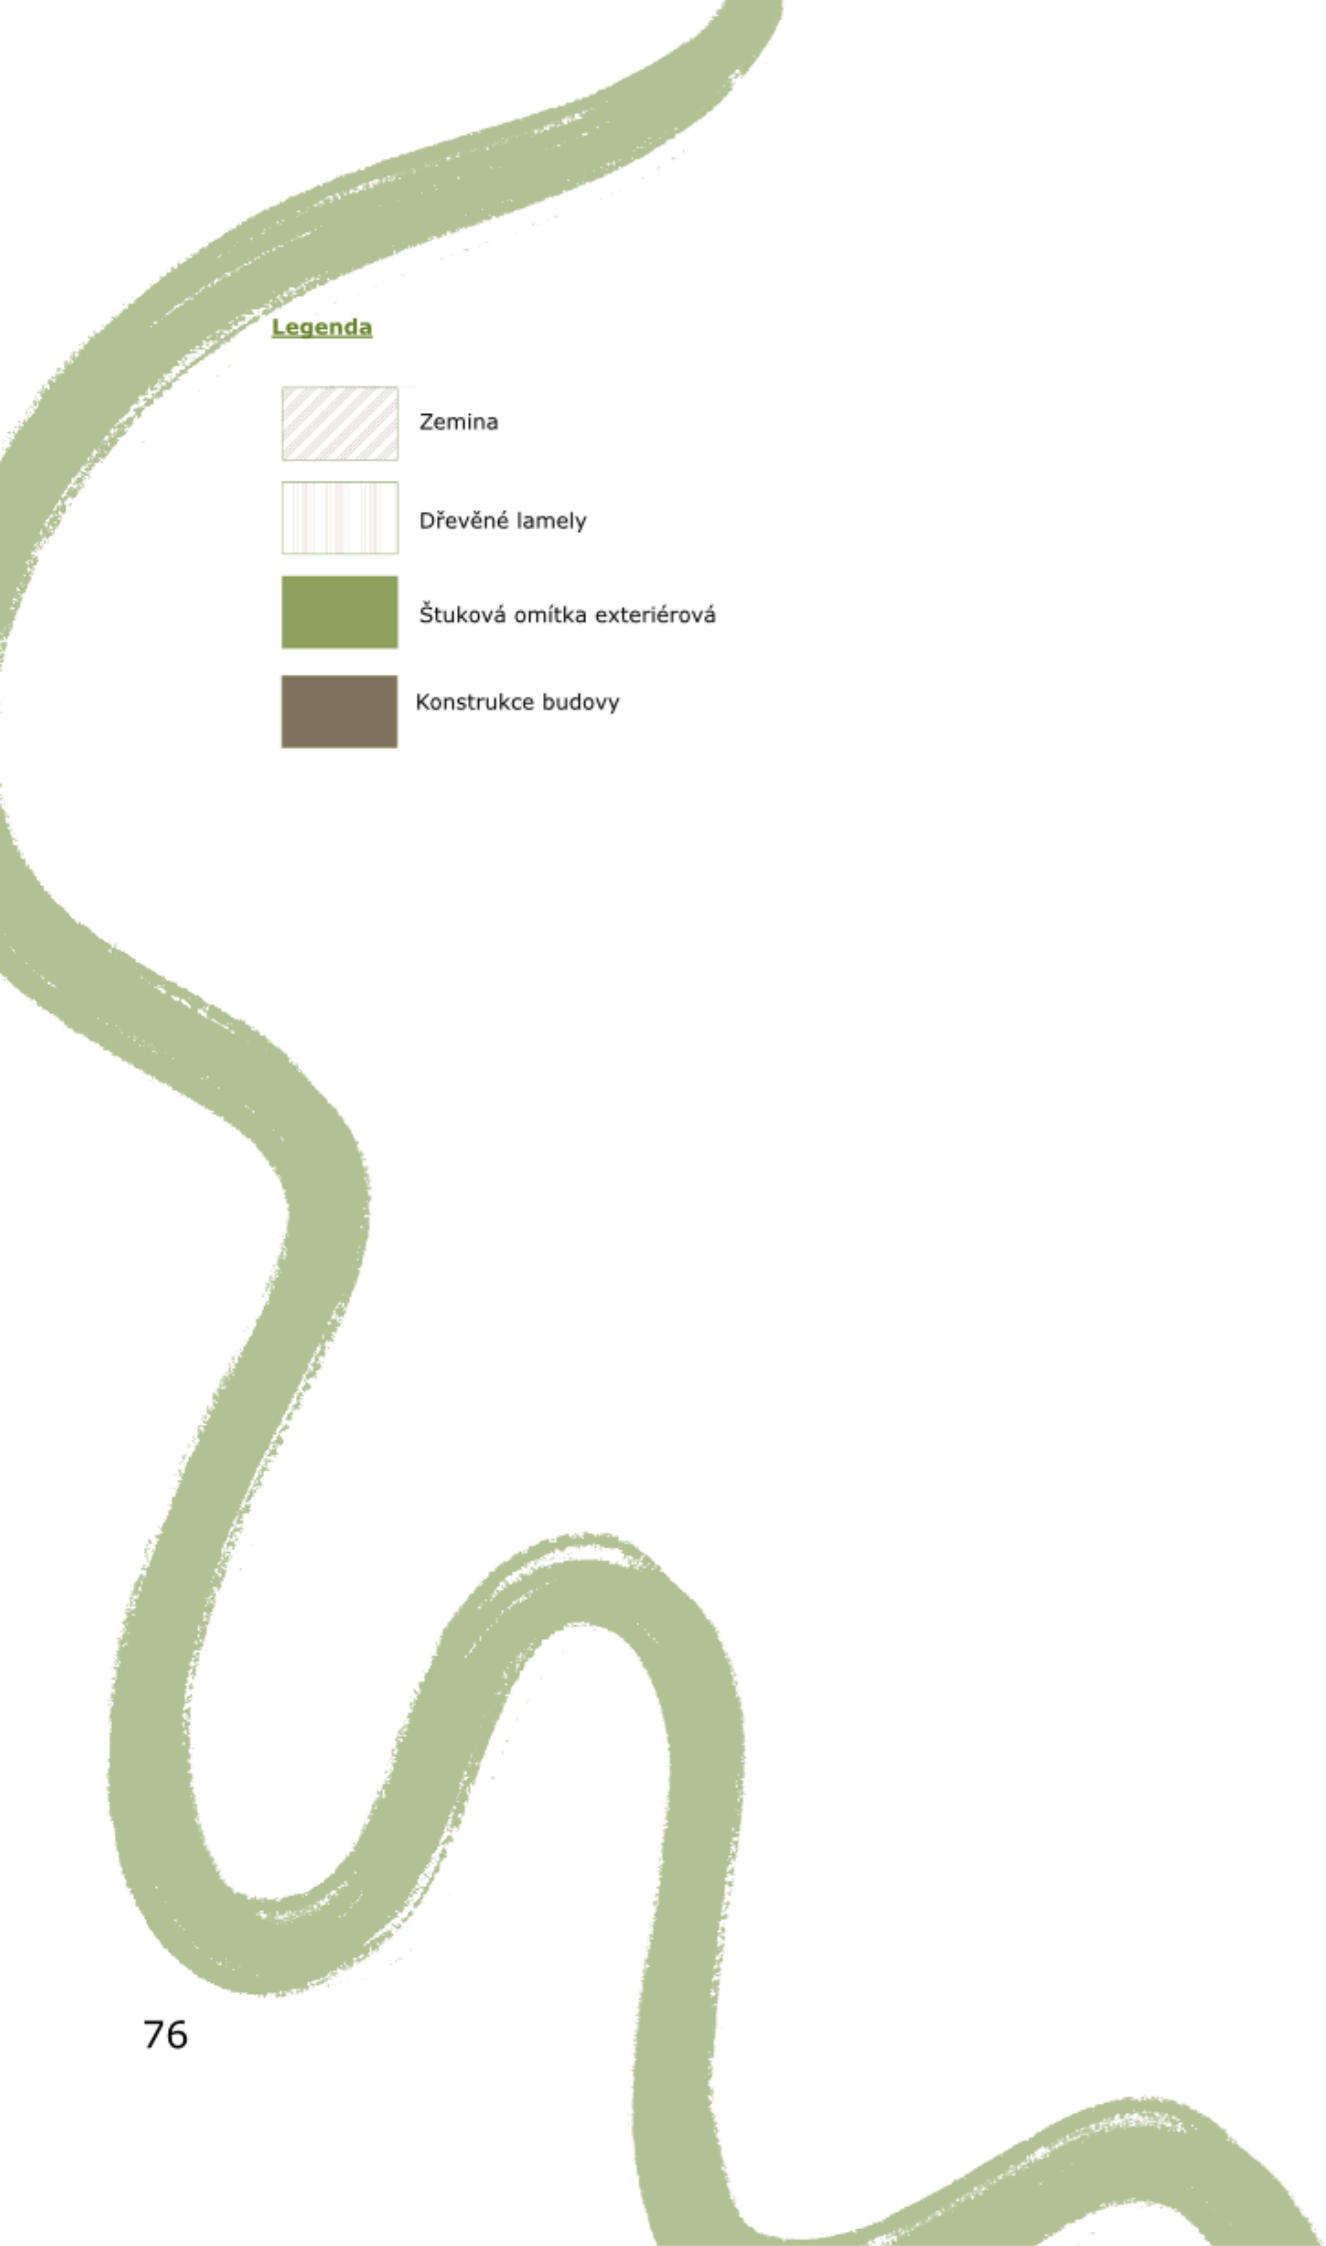 Legenda
Zemina
Dřevěné lamely
Štuková omítka exteriérová
Konstrukce budovy
76